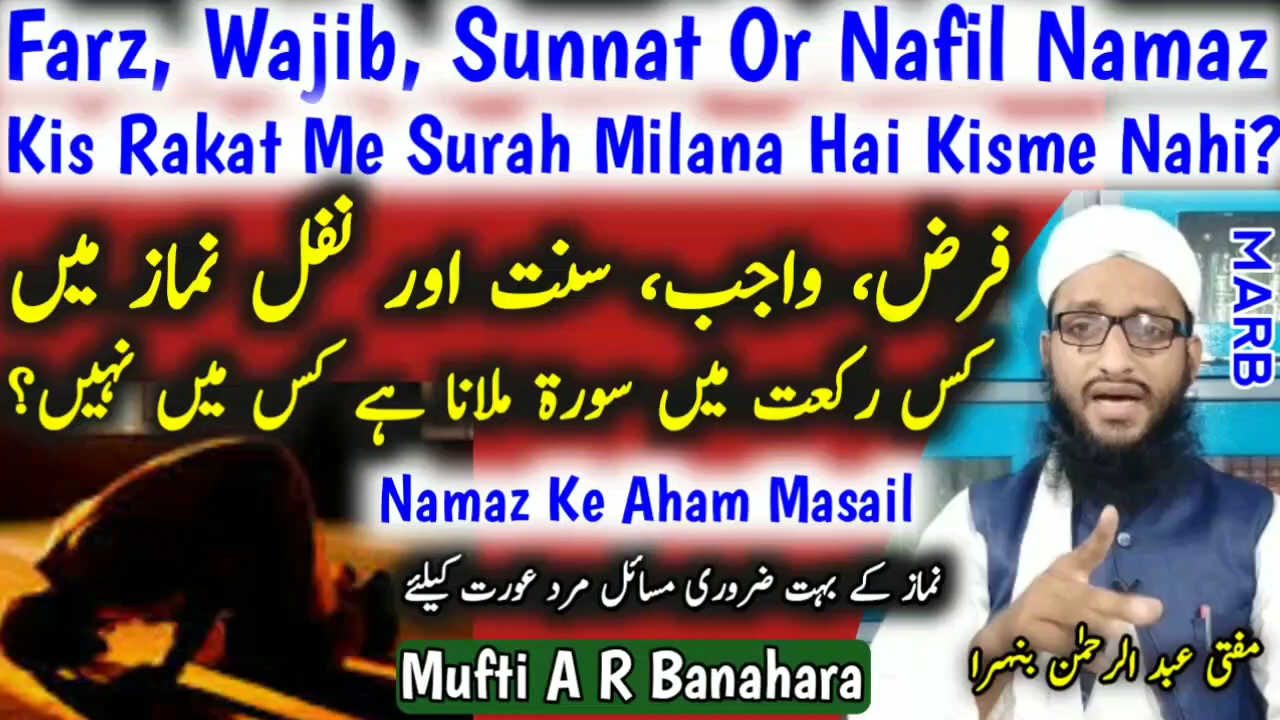 Farz, Wajib, Sunnat Or Nafil Namaz
Kis Rakat Me Surah Milana Hai Kisme Nahi?
فرض، واجب، سنت اور نفل نماز میں
کس رکعت میں سورۃ ملانا ہے کس میں نہیں؟
MARB
Namaz Ke Aham Masail
نماز کے بہت ضروری مسائل مرد عورت کیلئے
Mufti A R Banahara
مفتی عبد الرحمٰن بنہرا